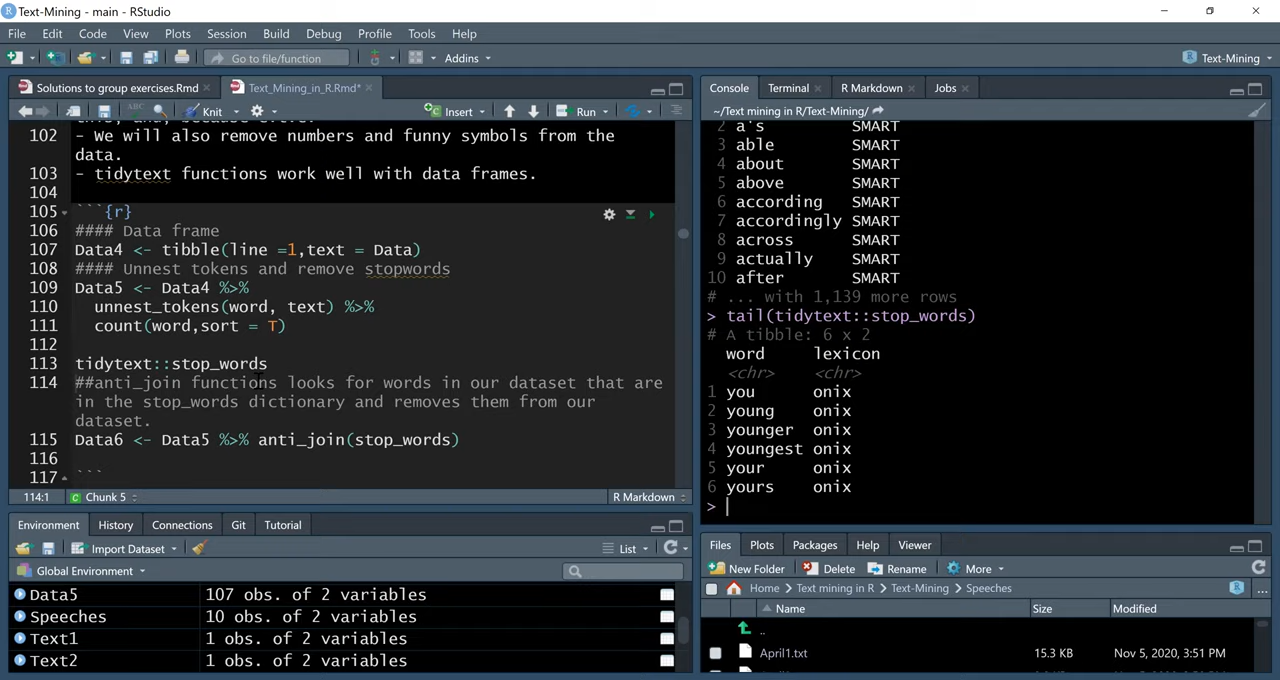 Text-Mining - main - RStudio
File Edit Code View Plots Session Build Debug Profile Tools Help
Go to file/function Addins Text-Mining
Solutions to group exercises.Rmd Text_Mining_in_R.Rmd*
Knit Insert Run
102 - We will also remove numbers and funny symbols from the
data.
103 - tidytext functions work well with data frames.
104
105 ```{r}
106 #### Data frame
107 Data4 <- tibble(line =1,text = Data)
108 #### Unnest tokens and remove stopwords
109 Data5 <- Data4 %>%
110 unnest_tokens(word, text) %>%
111 count(word,sort = T)
112
113 tidytext::stop_words
114 ##anti_join functions looks for words in our dataset that are
in the stop_words dictionary and removes them from our
dataset.
115 Data6 <- Data5 %>% anti_join(stop_words)
116
117 ```
114:1 Chunk 5 R Markdown
Environment History Connections Git Tutorial
Import Dataset List
Global Environment
Data5 107 obs. of 2 variables
Speeches 10 obs. of 2 variables
Text1 1 obs. of 2 variables
Text2 1 obs. of 2 variables
Console Terminal R Markdown Jobs
~/Text mining in R/Text-Mining/
2 a's SMART
3 able SMART
4 about SMART
5 above SMART
6 according SMART
7 accordingly SMART
8 across SMART
9 actually SMART
10 after SMART
# ... with 1,139 more rows
> tail(tidytext::stop_words)
# A tibble: 6 x 2
word lexicon
<chr> <chr>
1 you onix
2 young onix
3 younger onix
4 youngest onix
5 your onix
6 yours onix
>
Files Plots Packages Help Viewer
New Folder Delete Rename More
Home > Text mining in R > Text-Mining > Speeches
Name Size Modified
..
April1.txt 15.3 KB Nov 5, 2020, 3:51 PM